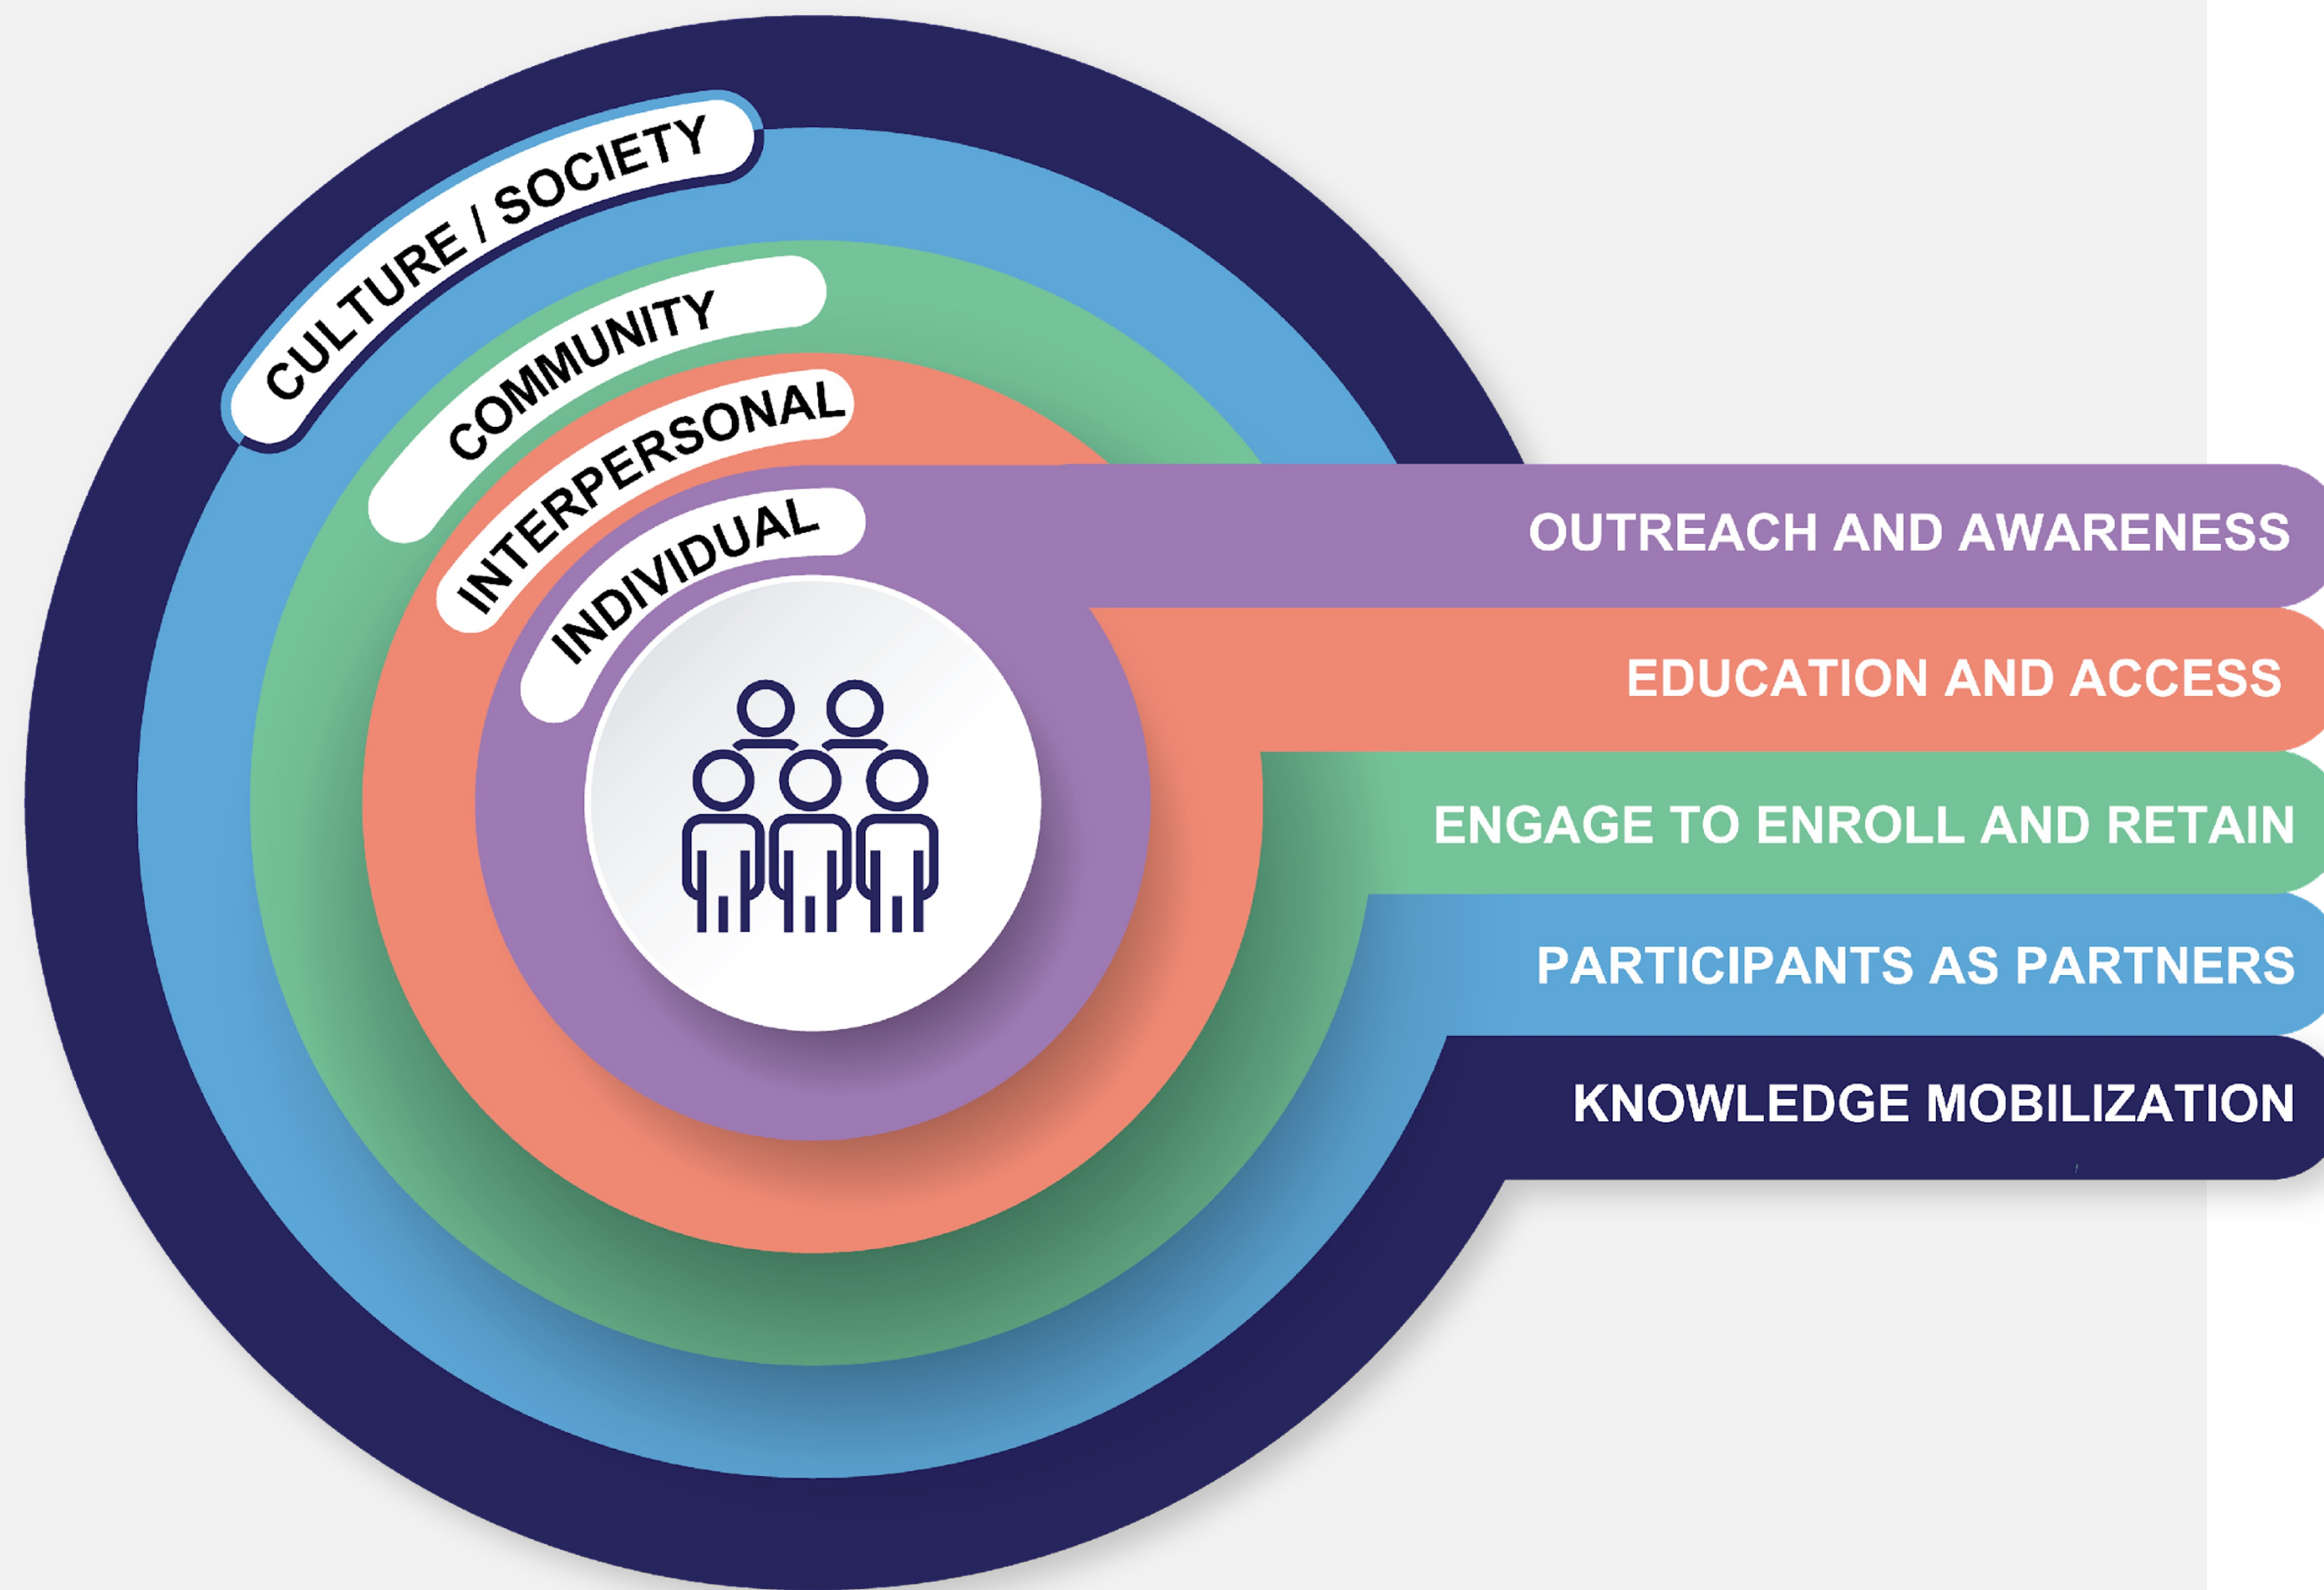 CULTURE / SOCIETY
COMMUNITY
INTERPERSONAL
INDIVIDUAL
OUTREACH AND AWARENESS
EDUCATION AND ACCESS
ENGAGE TO ENROLL AND RETAIN
PARTICIPANTS AS PARTNERS
KNOWLEDGE MOBILIZATION